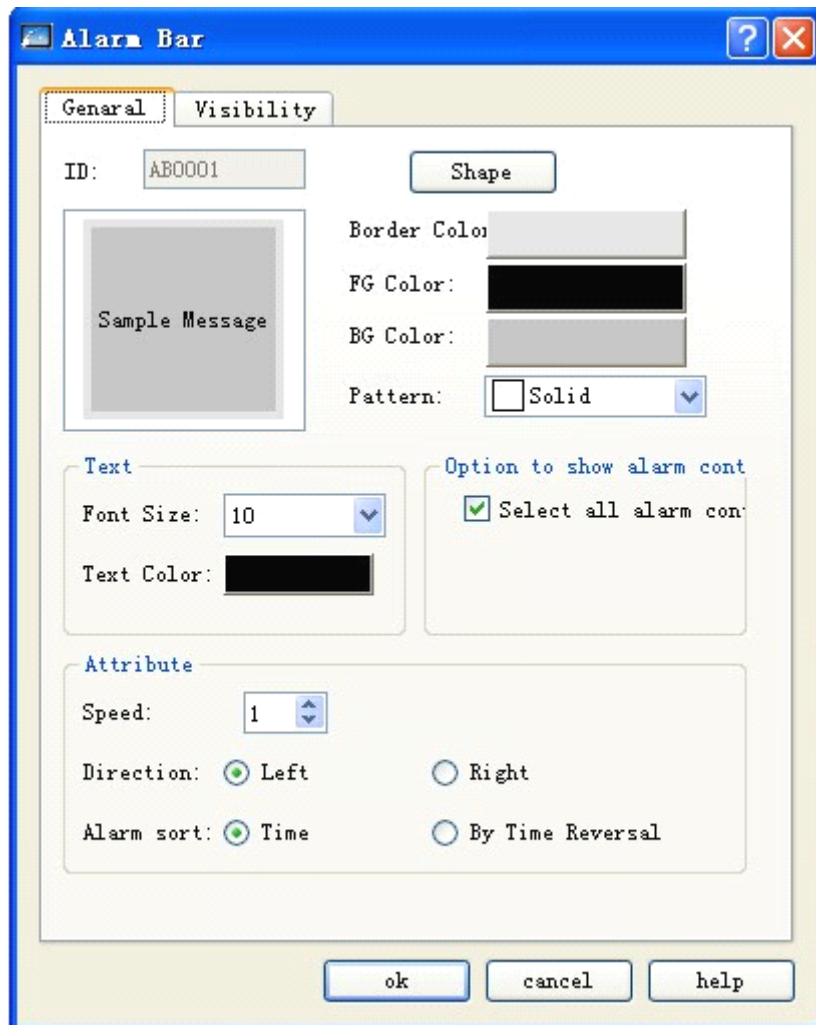 Alarm Bar
Genaral Visibility
ID: AB0001 Shape
Border Color
FG Color:
Sample Message
BG Color:
Pattern: Solid
Text
Option to show alarm cont
Font Size: 10
Select all alarm con
Text Color:
Attribute
Speed: 1
Direction: Left Right
Alarm sort: Time By Time Reversal
ok cancel help